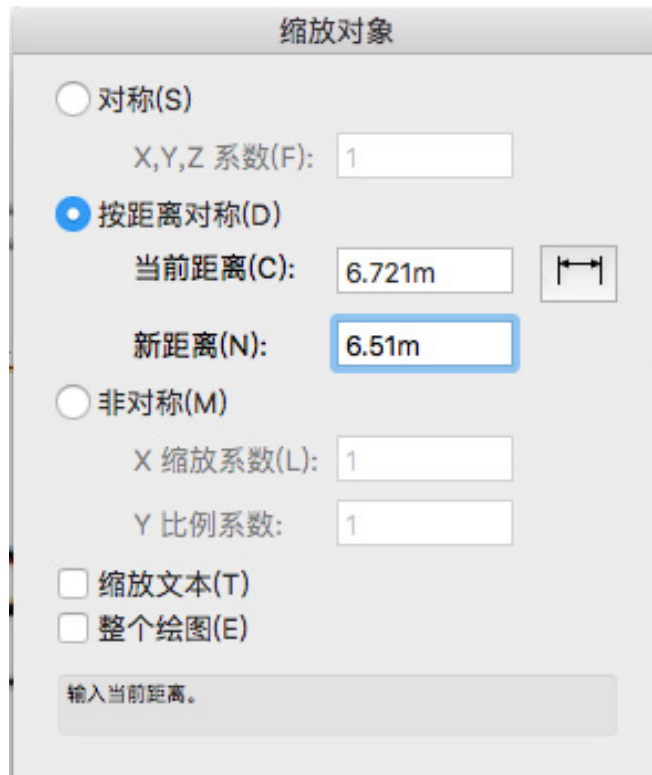 缩放对象
对称(S)
X,Y,Z 系数(F): 1
按距离对称(D)
当前距离(C): 6.721m
新距离(N): 6.51m
非对称(M)
X 缩放系数(L): 1
Y 比例系数: 1
缩放文本(T)
整个绘图(E)
输入当前距离。